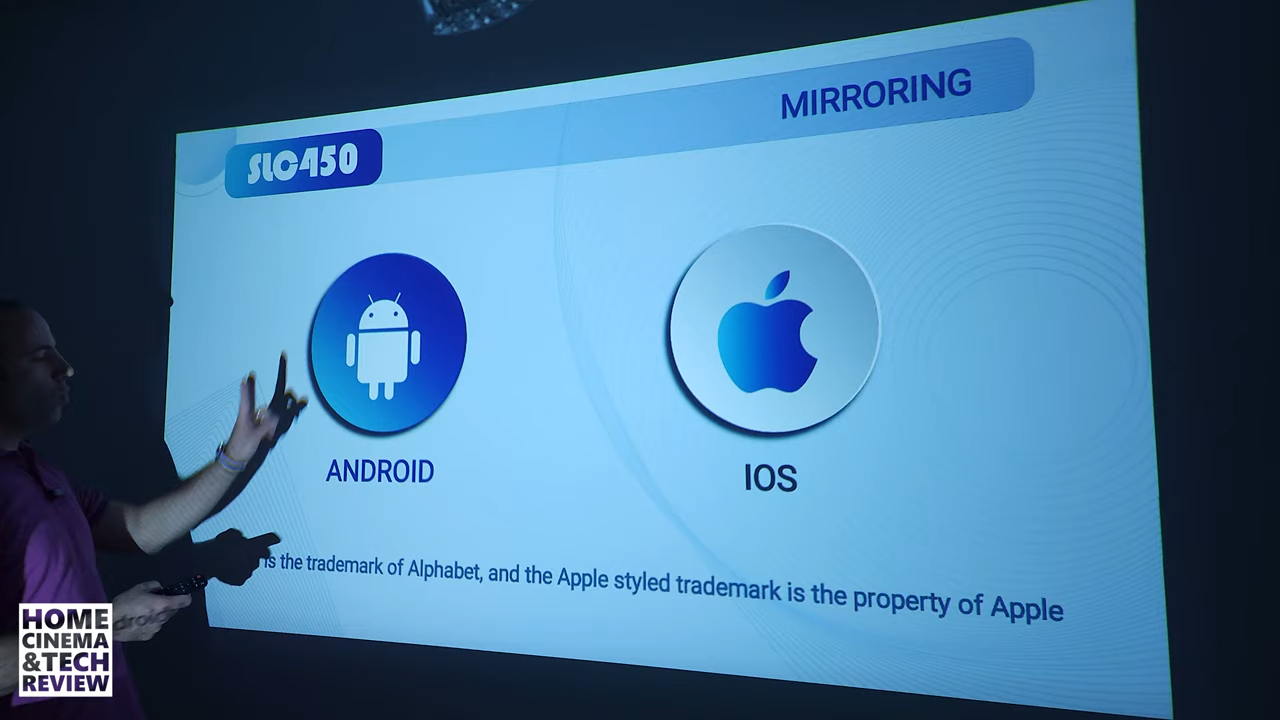 MIRRORING
SLC450
ANDROID
IOS
is the trademark of Alphabet, and the Apple styled trademark is the property of Apple
HOME
CINEMA
&TECH
REVIEW